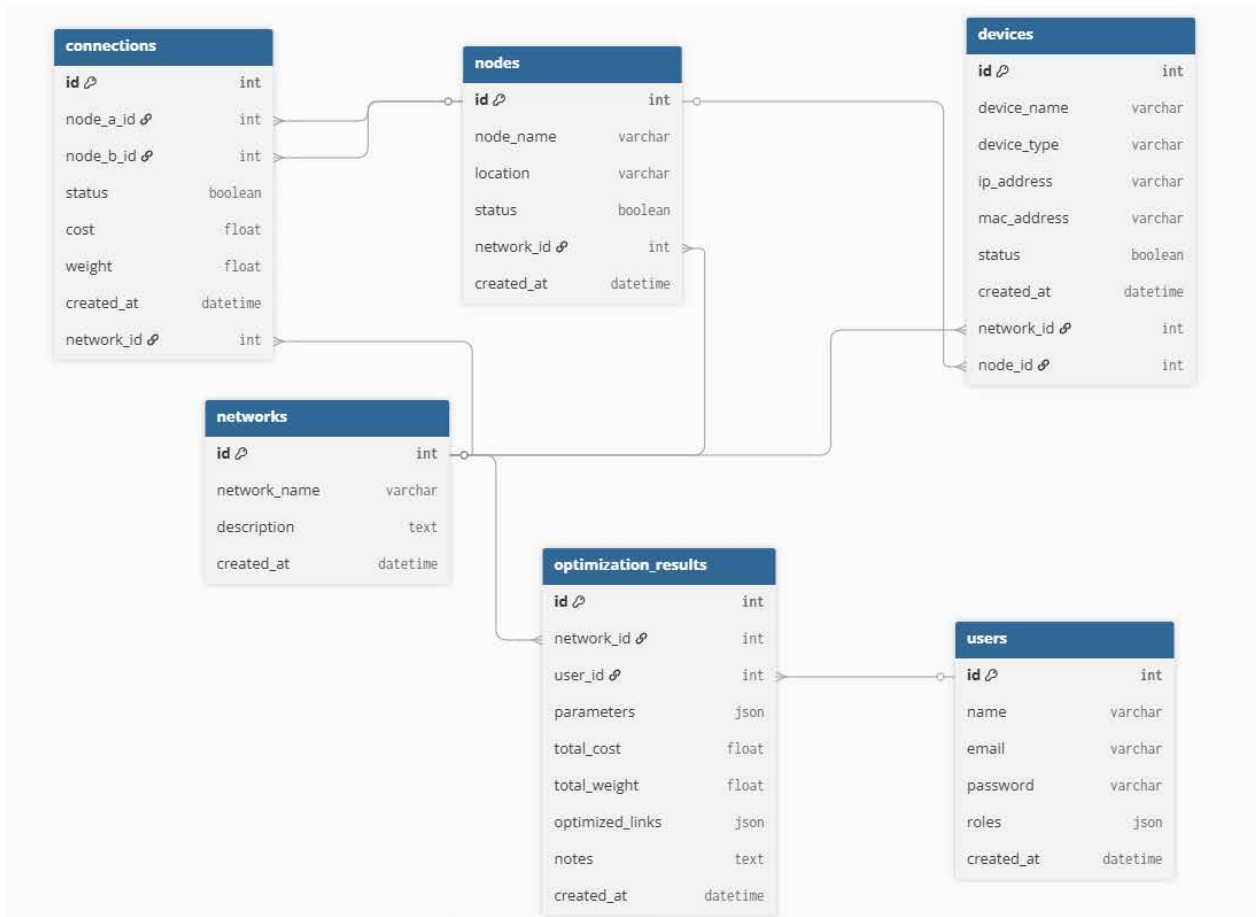 connections
id int
node_a_id int
node_b_id int
status boolean
cost float
weight float
created_at datetime
network_id int
nodes
id int
node_name varchar
location varchar
status boolean
network_id int
created_at datetime
devices
id int
device_name varchar
device_type varchar
ip_address varchar
mac_address varchar
status boolean
created_at datetime
network_id int
node_id int
networks
id int
network_name varchar
description text
created_at datetime
optimization_results
id int
network_id int
user_id int
parameters json
total_cost float
total_weight float
optimized_links json
notes text
created_at datetime
users
id int
name varchar
email varchar
password varchar
roles json
created_at datetime